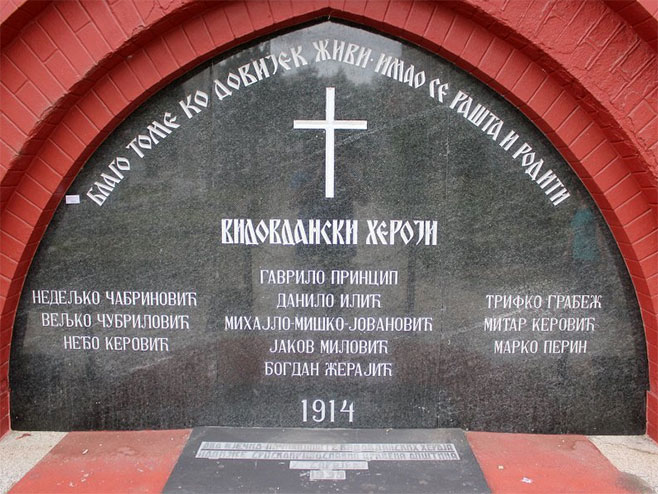 БЛАГО ТОМЕ КО ДОВИЈЕК ЖИВИ·ИМАО СЕ РАШТА И РОДИТИ
ВИДОВДАНСКИ ХЕРОЈИ
НЕДЕЉКО ЧАБРИНОВИЋ
ВЕЉКО ЧУБРИЛОВИЋ
НЕЂО КЕРОВИЋ
ГАВРИЛО ПРИНЦИП
ДАНИЛО ИЛИЋ
МИХАЈЛО-МИШКО-ЈОВАНОВИЋ
ЈАКОВ МИЛОВИЋ
БОГДАН ЖЕРАЈИЋ
ТРИФКО ГРАБЕЖ
МИТАР КЕРОВИЋ
МАРКО ПЕРИН
1914